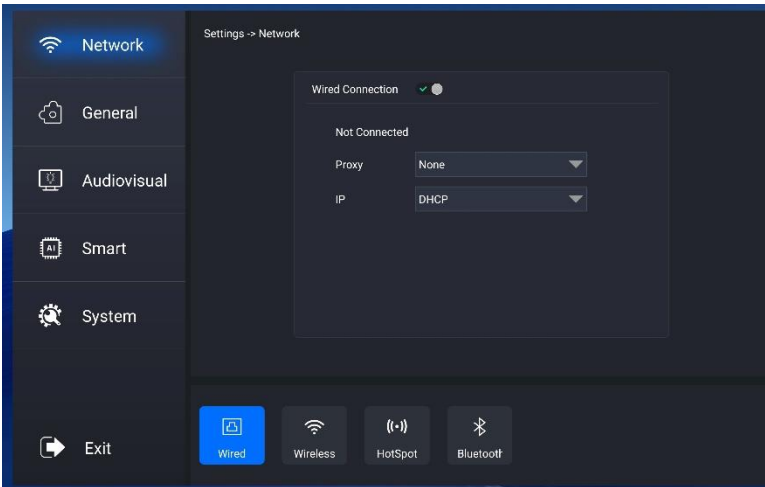 Network
General
Audiovisual
AI
Smart
System
Exit
Settings -> Network
Wired Connection
Not Connected
Proxy None
IP DHCP
Wired
Wireless
HotSpot
Bluetooth